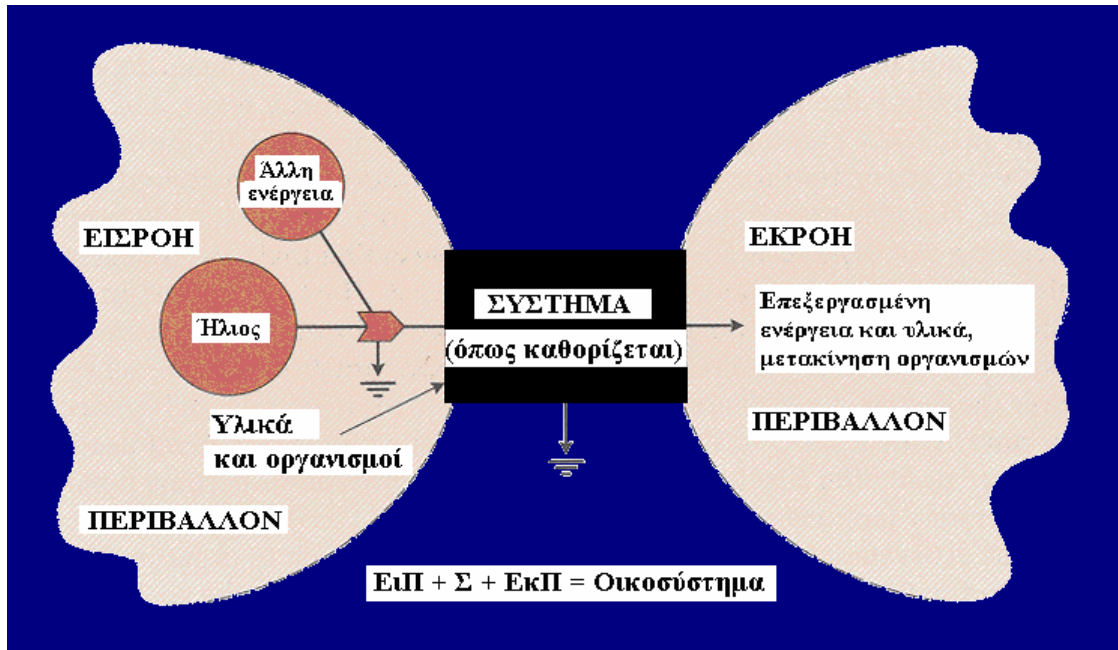 Άλλη
ενέργεια
ΕΙΣΡΟΗ
Ήλιος
Υλικά
και οργανισμοί
ΠΕΡΙΒΑΛΛΟΝ
ΣΥΣΤΗΜΑ
(όπως καθορίζεται)
ΕΚΡΟΗ
Επεξεργασμένη
ενέργεια και υλικά,
μετακίνηση οργανισμών
ΠΕΡΙΒΑΛΛΟΝ
ΕιΠ + Σ + ΕκΠ = Οικοσύστημα